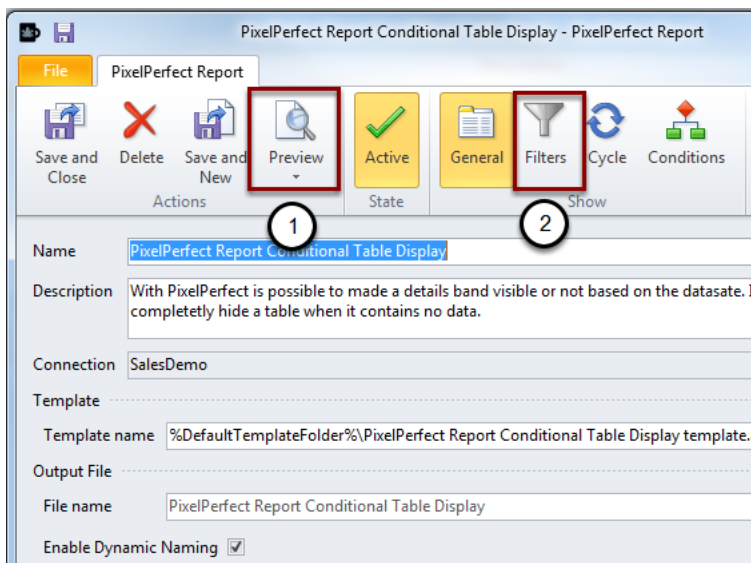 PixelPerfect Report Conditional Table Display - PixelPerfect Report
File PixelPerfect Report
Save and Close Delete Save and New Preview Active General Filters Cycle Conditions
Actions State Show
1 2
Name PixelPerfect Report Conditional Table Display
Description With PixelPerfect is possible to made a details band visible or not based on the datasate. I
completetly hide a table when it contains no data.
Connection SalesDemo
Template
Template name %DefaultTemplateFolder%\PixelPerfect Report Conditional Table Display template.
Output File
File name PixelPerfect Report Conditional Table Display
Enable Dynamic Naming